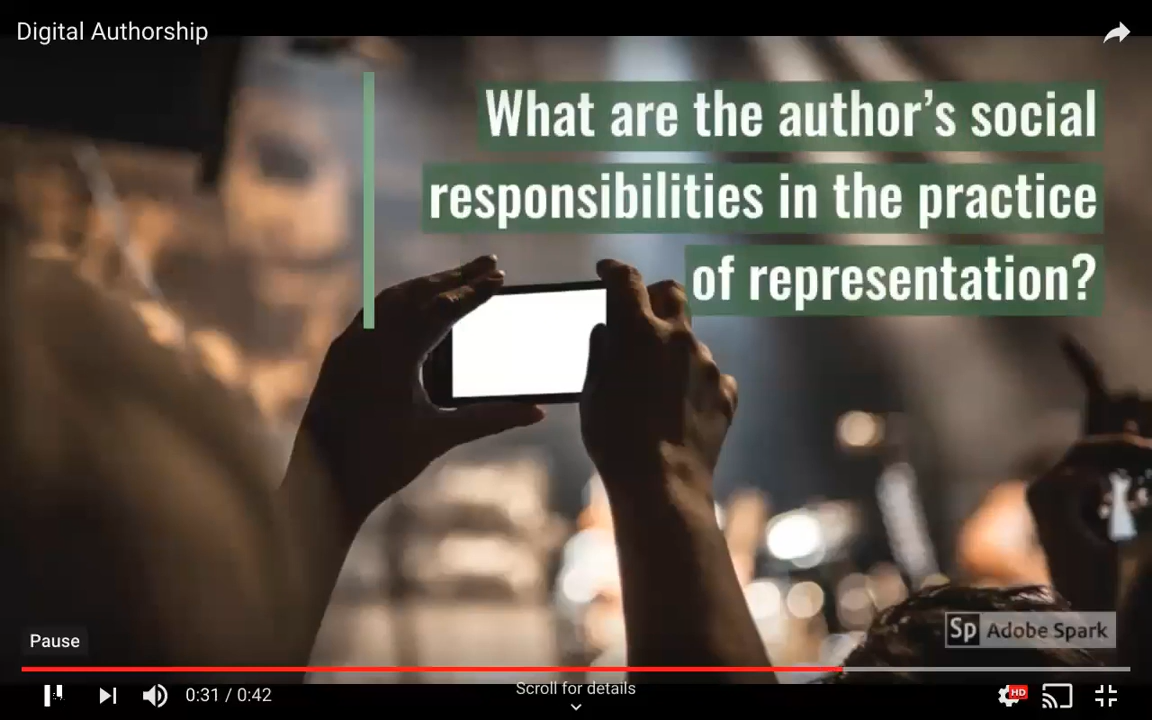 Digital Authorship
What are the author's social
responsibilities in the practice
of representation?
Sp Adobe Spark
Pause
0:31 / 0:42
Scroll for details
HD